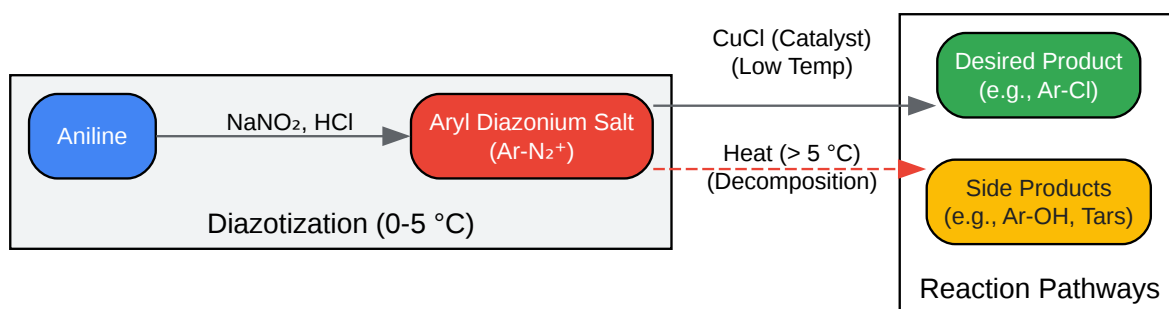 Aniline
NaNO₂, HCl
Aryl Diazonium Salt
(Ar-N₂⁺)
Diazotization (0-5 °C)
CuCl (Catalyst)
(Low Temp)
Heat (> 5 °C)
(Decomposition)
Desired Product
(e.g., Ar-Cl)
Side Products
(e.g., Ar-OH, Tars)
Reaction Pathways